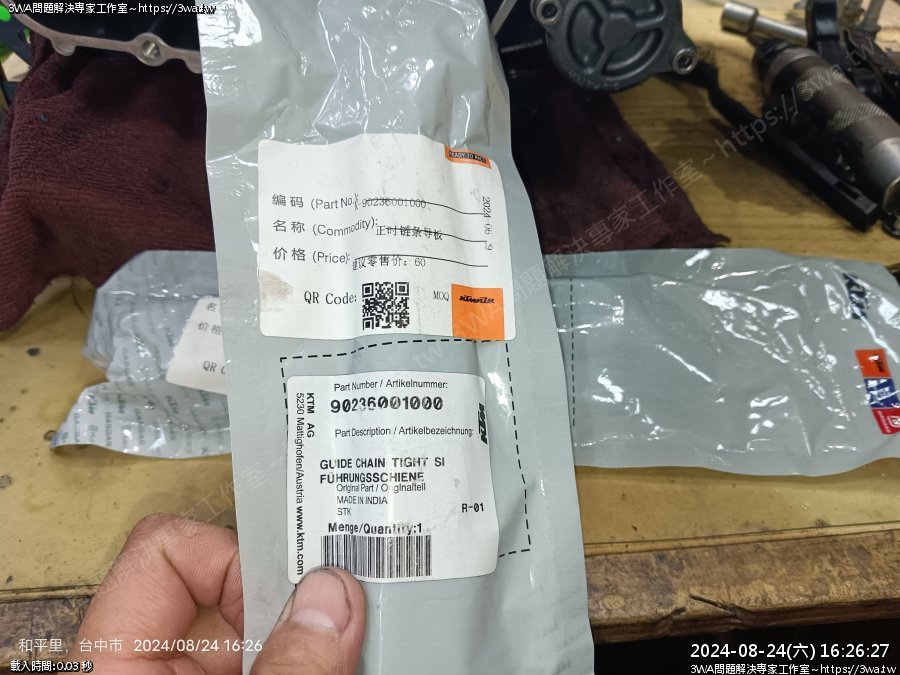 3WA問題解決專家工作室~https://3wa.tw
READY TO RACE
编码 (Part No.): 90236001000
2024.06.19
名称 (Commodity): 正时链条导板
价格 (Price): 建议零售价: 60
QR Code:
MOQ
价格
QR C
Part Number / Artikelnummer:
90236001000
Part Description / Artikelbezeichnung:
GUIDE CHAIN TIGHT SI
FÜHRUNGSSCHIENE
Original Part / Originalteil
MADE IN INDIA
STK
R-01
Menge/Quantity:1
KTM AG
5230 Mattighofen/Austria www.ktm.com
和平里, 台中市 2024/08/24 16:26
載入時間:0.03 秒
2024-08-24(六) 16:26:27
3WA問題解決專家工作室~https://3wa.tw